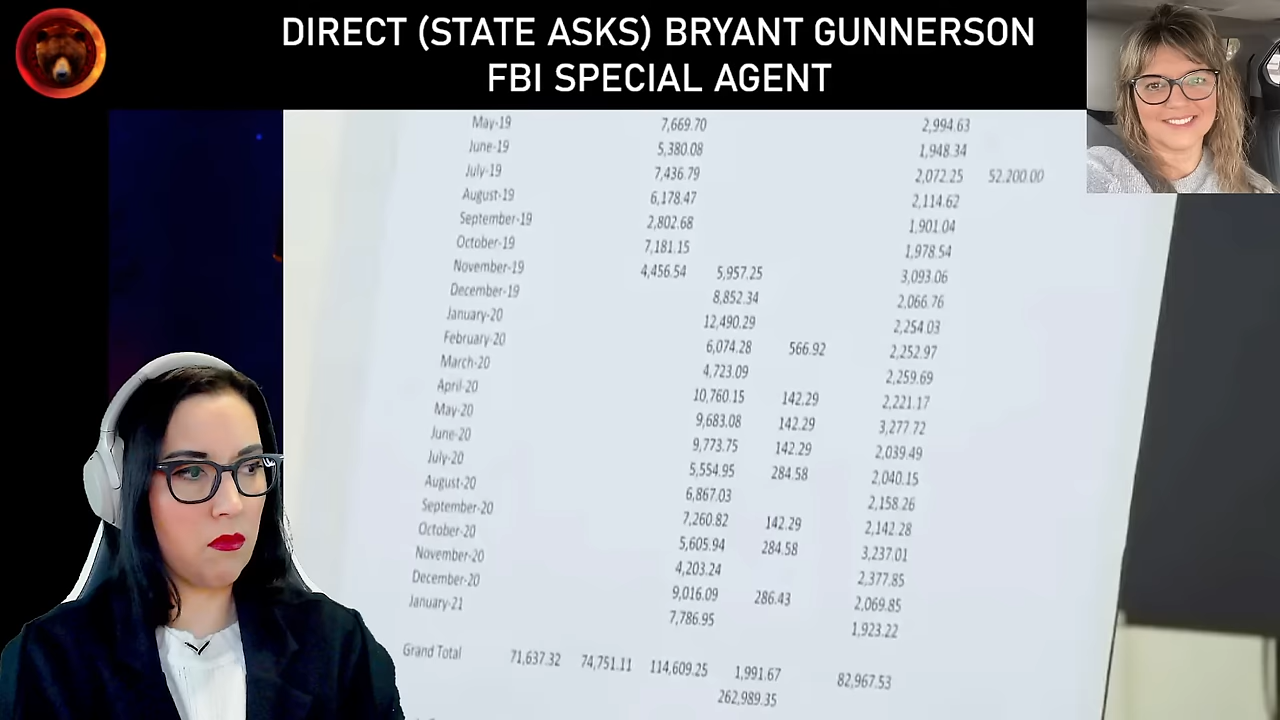 DIRECT (STATE ASKS) BRYANT GUNNERSON
FBI SPECIAL AGENT
May-19 7,669.70 2,994.63
June-19 5,380.08 1,948.34
July-19 7,436.79 2,072.25 52.200.00
August-19 6,178.47 2,114.62
September-19 2,802.68 1,901.04
October-19 7,181.15 1,978.54
November-19 4,456.54 5,957.25 3,093.06
December-19 8,852.34 2,066.76
January-20 12,490.29 2,254.03
February-20 6,074.28 566.92 2,252.97
March-20 4,723.09 2,259.69
April-20 10,760.15 142.29 2,221.17
May-20 9,683.08 142.29 3,277.72
June-20 9,773.75 142.29 2,039.49
July-20 5,554.95 284.58 2,040.15
August-20 6,867.03 2,158.26
September-20 7,260.82 142.29 2,142.28
October-20 5,605.94 284.58 3,237.01
November-20 4,203.24 2,377.85
December-20 9,016.09 286.43 2,069.85
January-21 7,786.95 1,923.22
Grand Total 71,637.32 74,751.11 114,609.25 1,991.67 82,967.53
262,989.35